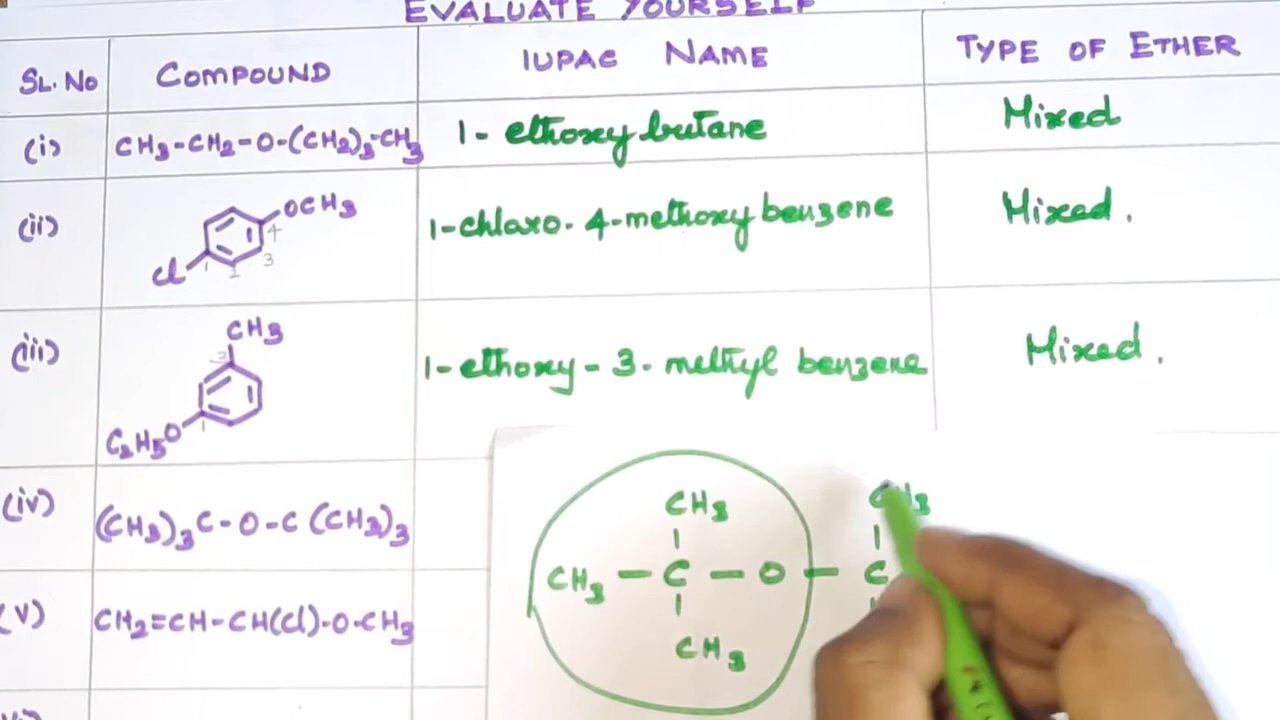 EVALUATE YOURSELF
SL. NO COMPOUND IUPAC NAME TYPE OF ETHER
(i) CH3-CH2-O-(CH2)3-CH3 1- ethoxy butane Mixed
(ii) OCH3 Cl 1 2 3 4 1-chloro- 4-methoxy benzene Mixed.
(iii) CH3 3 C2H5O 1 1-ethoxy-3-methyl benzene Mixed.
(iv) (CH3)3C-O-C(CH3)3
(v) CH2=CH-CH(Cl)-O-CH3
CH3 CH3
CH3 - C - O - C
CH3